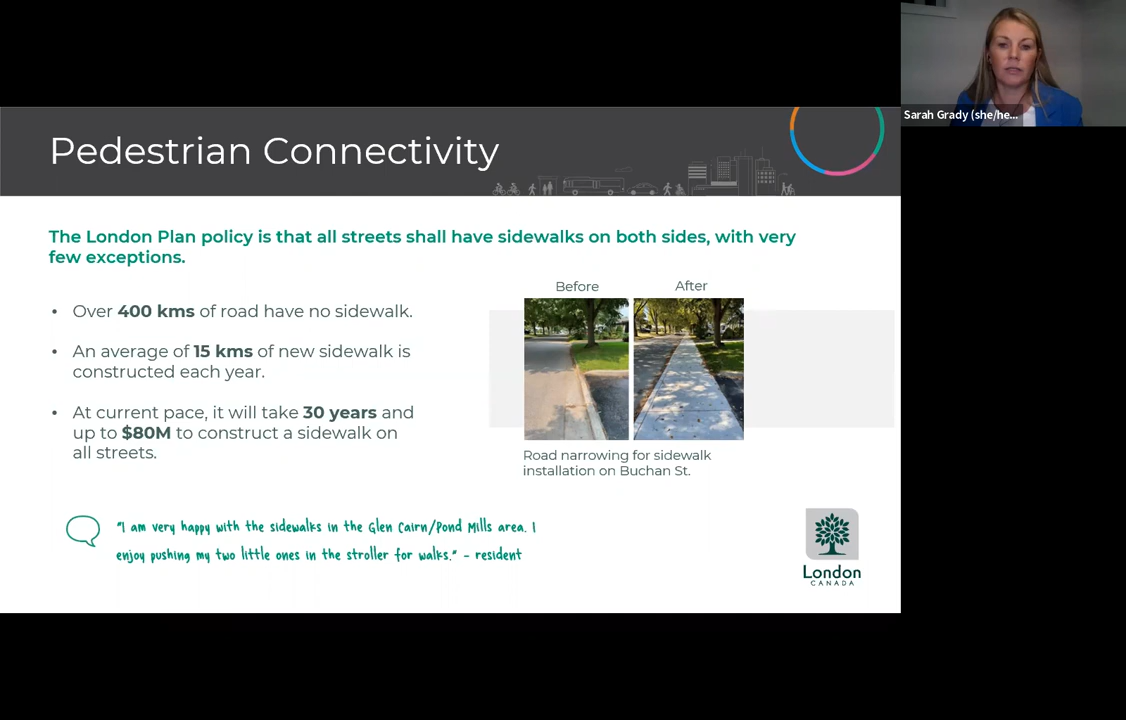 Sarah Grady (she/he...
Pedestrian Connectivity
The London Plan policy is that all streets shall have sidewalks on both sides, with very
few exceptions.
• Over 400 kms of road have no sidewalk.
• An average of 15 kms of new sidewalk is
constructed each year.
• At current pace, it will take 30 years and
up to $80M to construct a sidewalk on
all streets.
Before
After
Road narrowing for sidewalk
installation on Buchan St.
"I am very happy with the sidewalks in the Glen Cairn/Pond Mills area. I
enjoy pushing my two little ones in the stroller for walks." – resident
London
CANADA